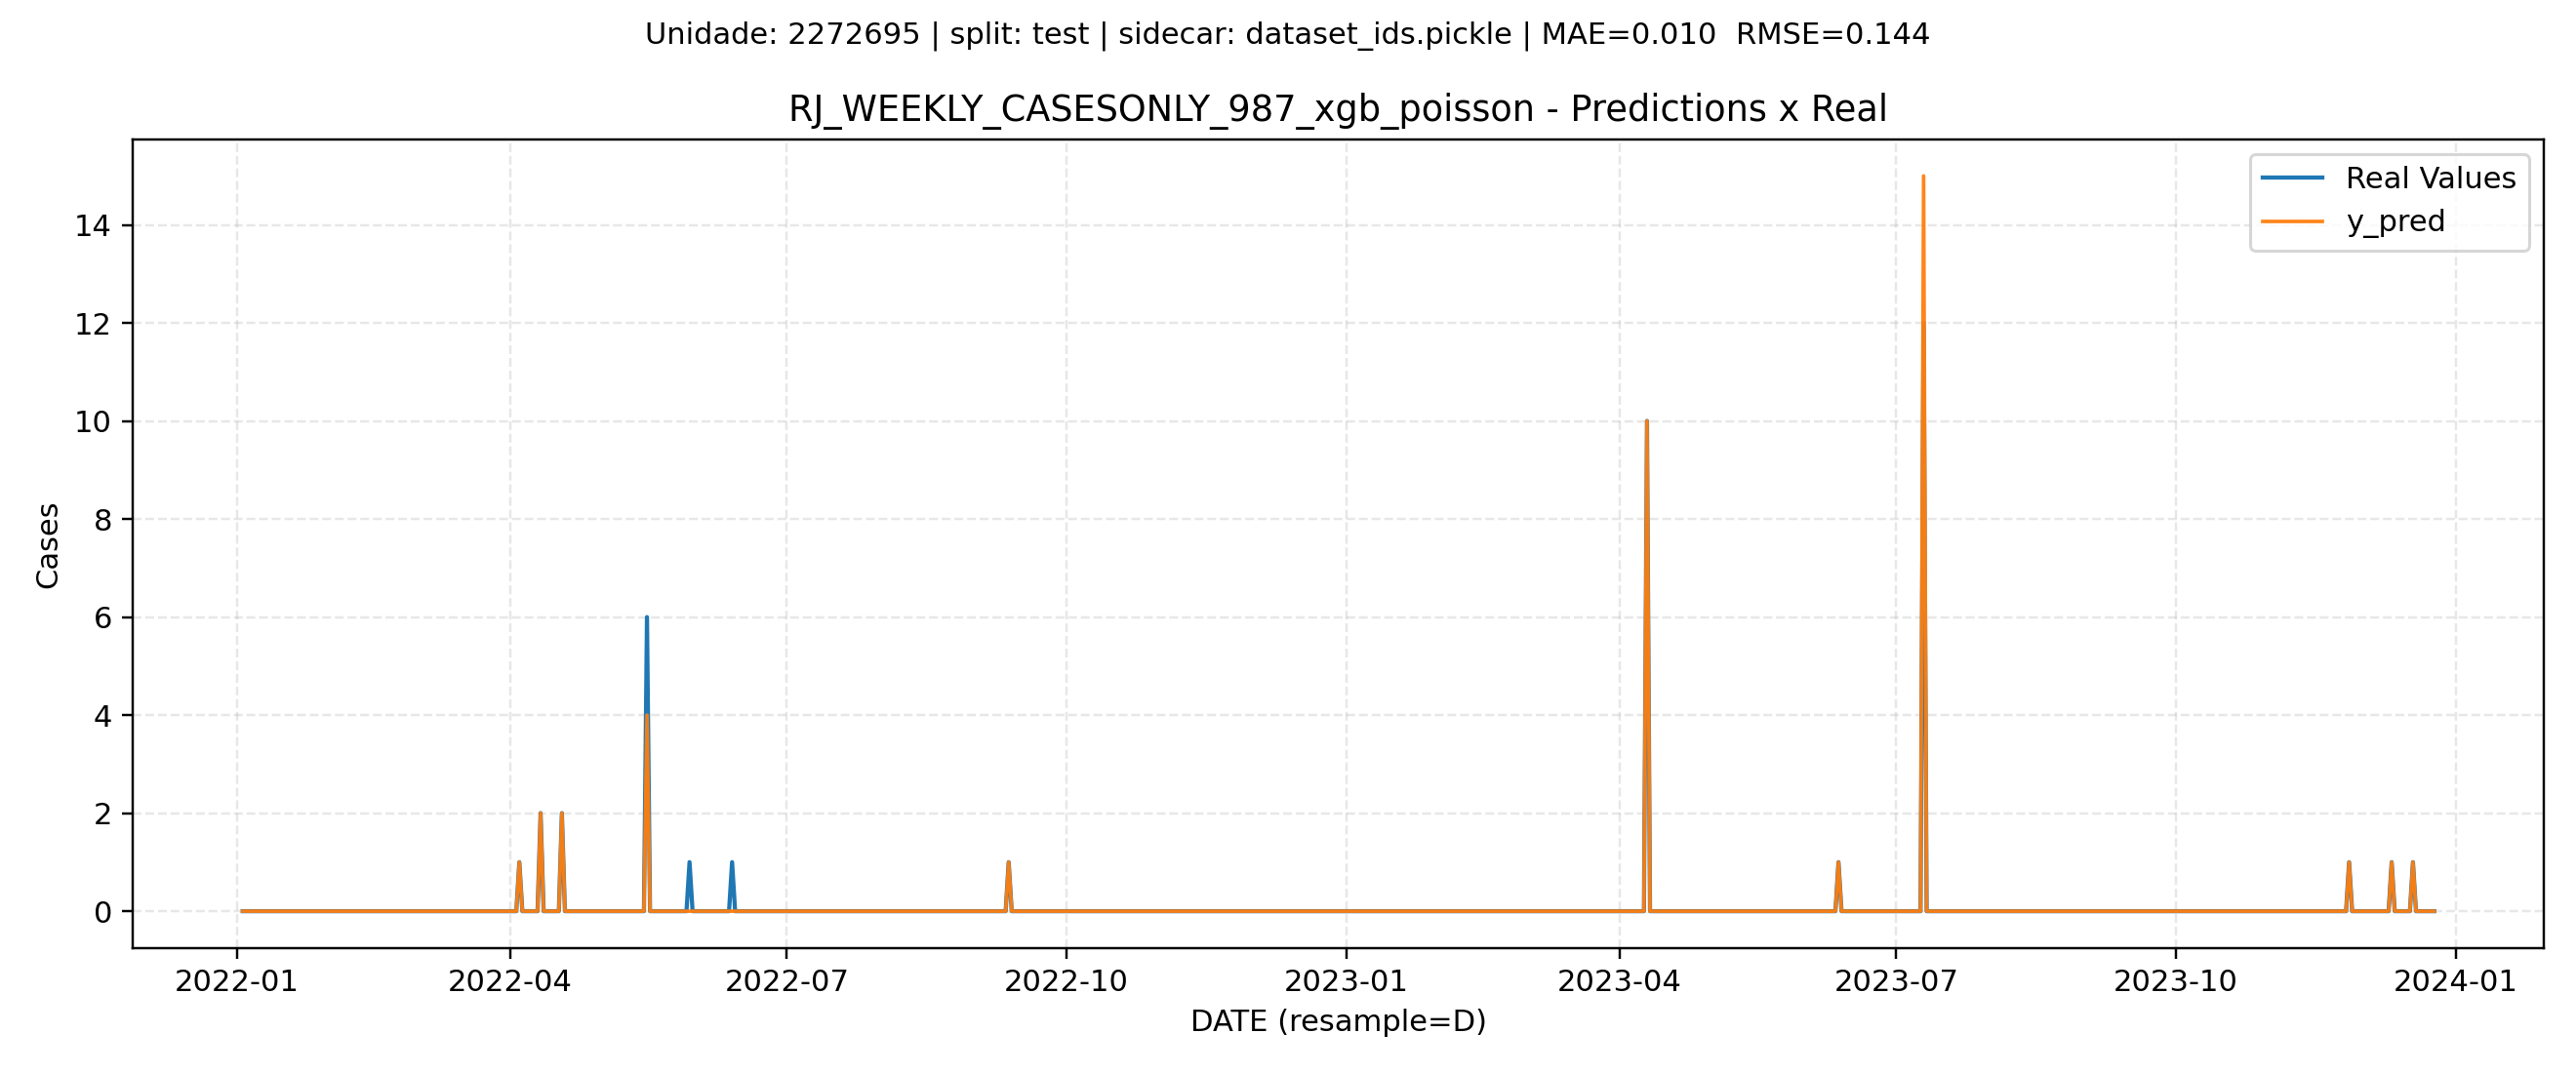 Unidade: 2272695 | split: test | sidecar: dataset_ids.pickle | MAE=0.010  RMSE=0.144
RJ_WEEKLY_CASESONLY_987_xgb_poisson - Predictions x Real
Real Values
y_pred
14
12
10
8
6
4
2
0
Cases
2022-01
2022-04
2022-07
2022-10
2023-01
2023-04
2023-07
2023-10
2024-01
DATE (resample=D)